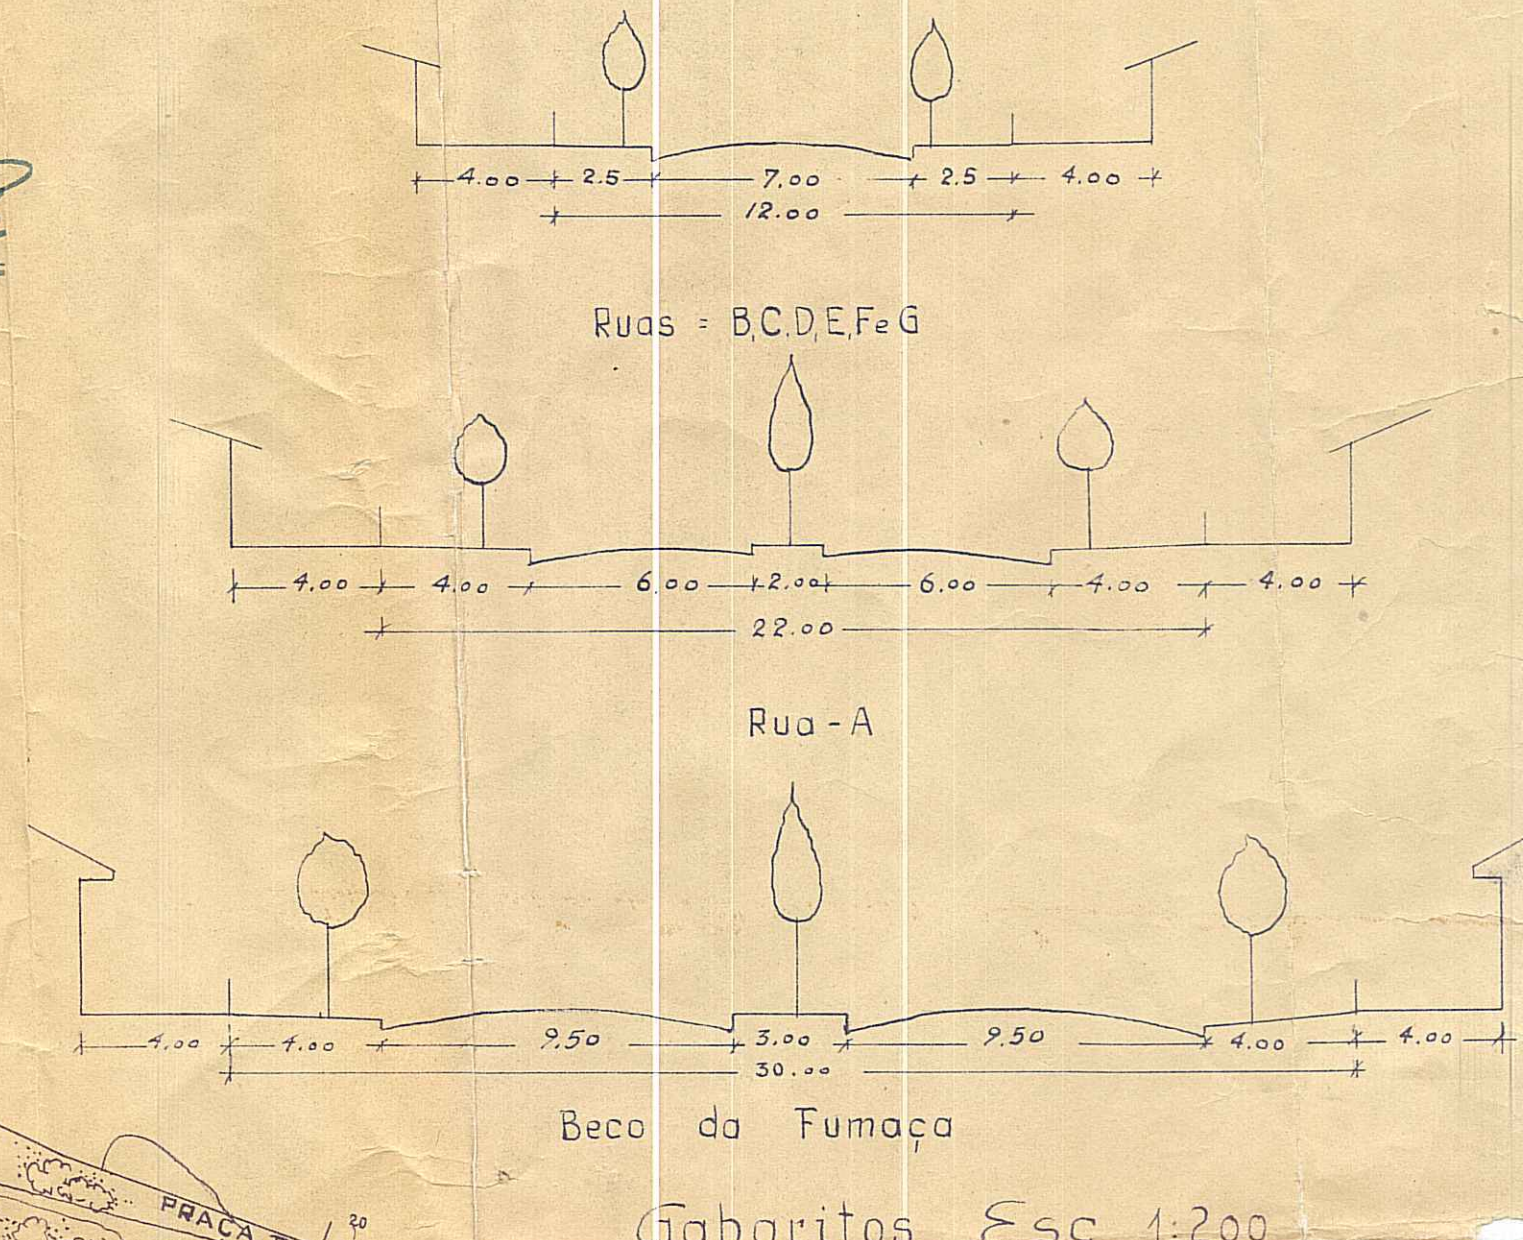 4.00 2.5 7.00 2.5 4.00
12.00
Ruas = B,C.D,E,F e G
4.00 4.00 6.00 2.00 6.00 4.00 4.00
22.00
Rua - A
4.00 4.00 9.50 3.00 9.50 4.00 4.00
30.00
Beco da Fumaça
PRAÇA
20
Gabaritos Esc 1:200